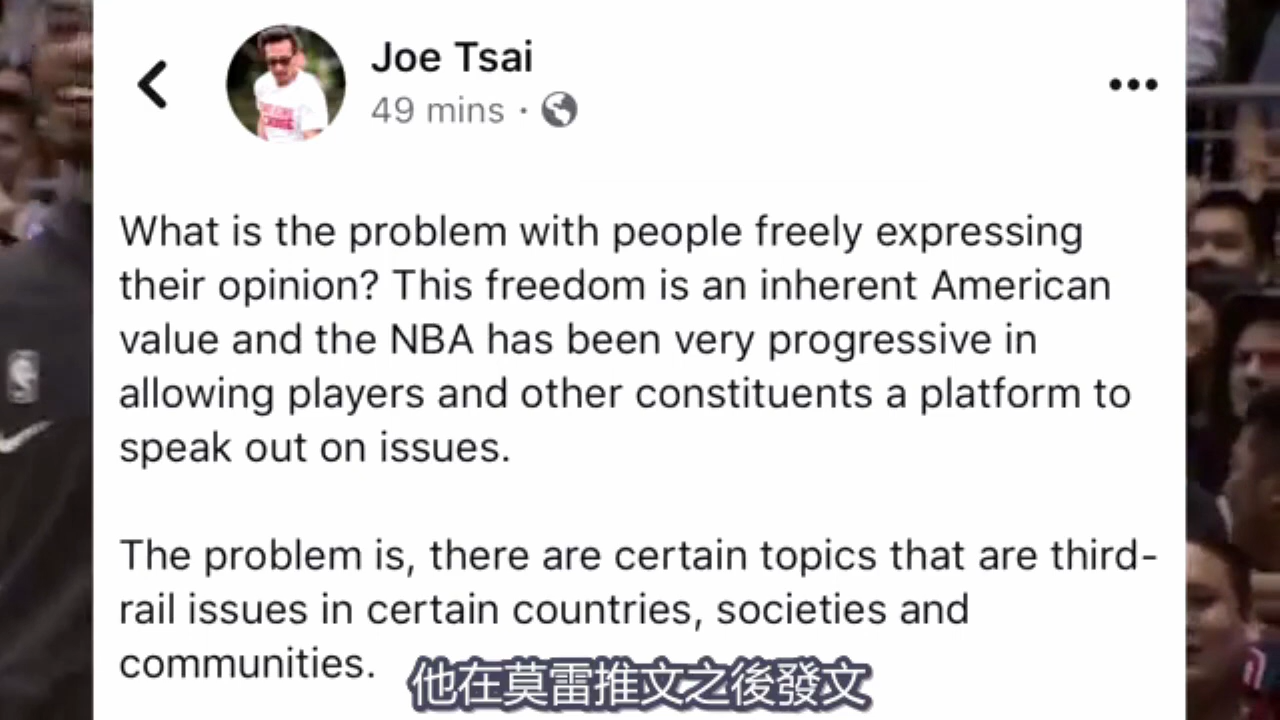 Joe Tsai
49 mins ·
What is the problem with people freely expressing
their opinion? This freedom is an inherent American
value and the NBA has been very progressive in
allowing players and other constituents a platform to
speak out on issues.
The problem is, there are certain topics that are third-
rail issues in certain countries, societies and
communities.
他在莫雷推文之後發文